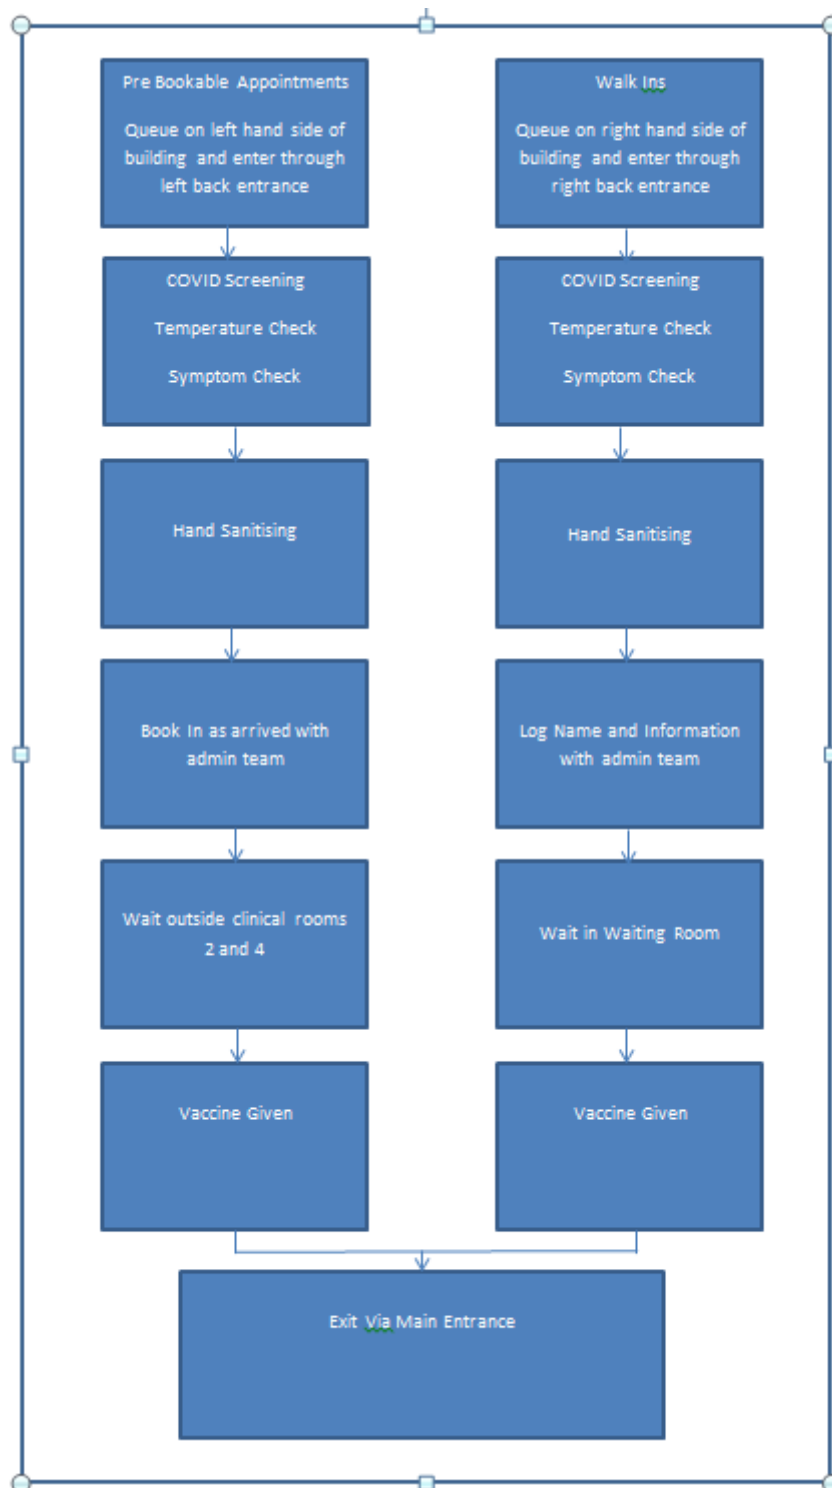 Pre Bookable Appointments
Queue on left hand side of
building and enter through
left back entrance
COVID Screening
Temperature Check
Symptom Check
Hand Sanitising
Book In as arrived with
admin team
Wait outside clinical rooms
2 and 4
Vaccine Given
Walk Ins
Queue on right hand side of
building and enter through
right back entrance
COVID Screening
Temperature Check
Symptom Check
Hand Sanitising
Log Name and Information
with admin team
Wait in Waiting Room
Vaccine Given
Exit Via Main Entrance